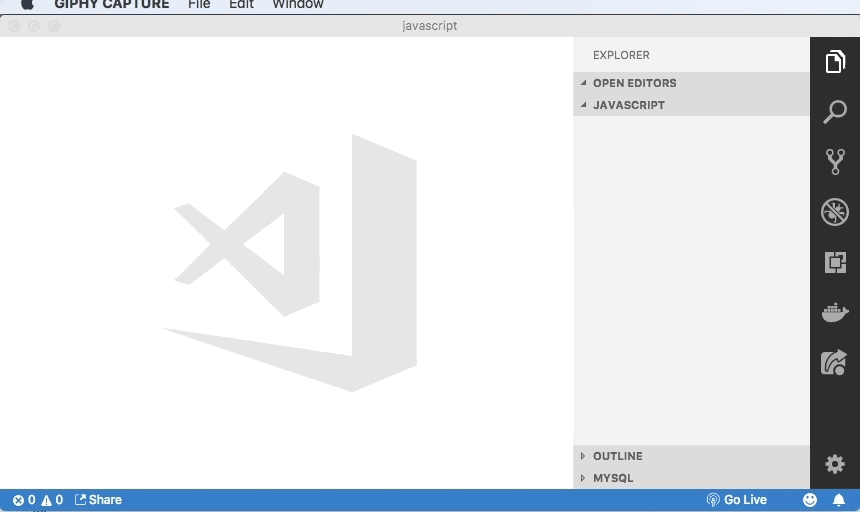 GIPHY CAPTURE File Edit Window
javascript
EXPLORER
OPEN EDITORS
JAVASCRIPT
OUTLINE
MYSQL
0 0 Share Go Live